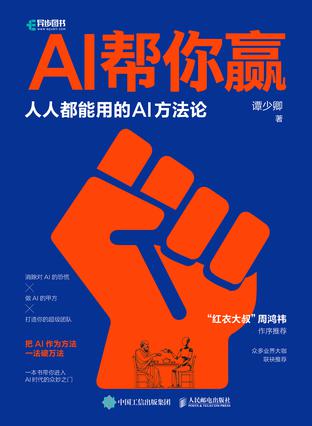 异步图书
www.epubit.com
AI帮你赢
人人都能用的AI方法论
谭少卿
著
消除对 AI 的恐慌
×
做 AI 的甲方
×
打造你的超级团队
把 AI 作为方法
一法破万法
一本书带你进入
AI 时代的众妙之门
“红衣大叔”周鸿祎
作序推荐
众多业界大咖
联袂推荐
中国工信出版集团
人民邮电出版社
POSTS & TELECOM PRESS